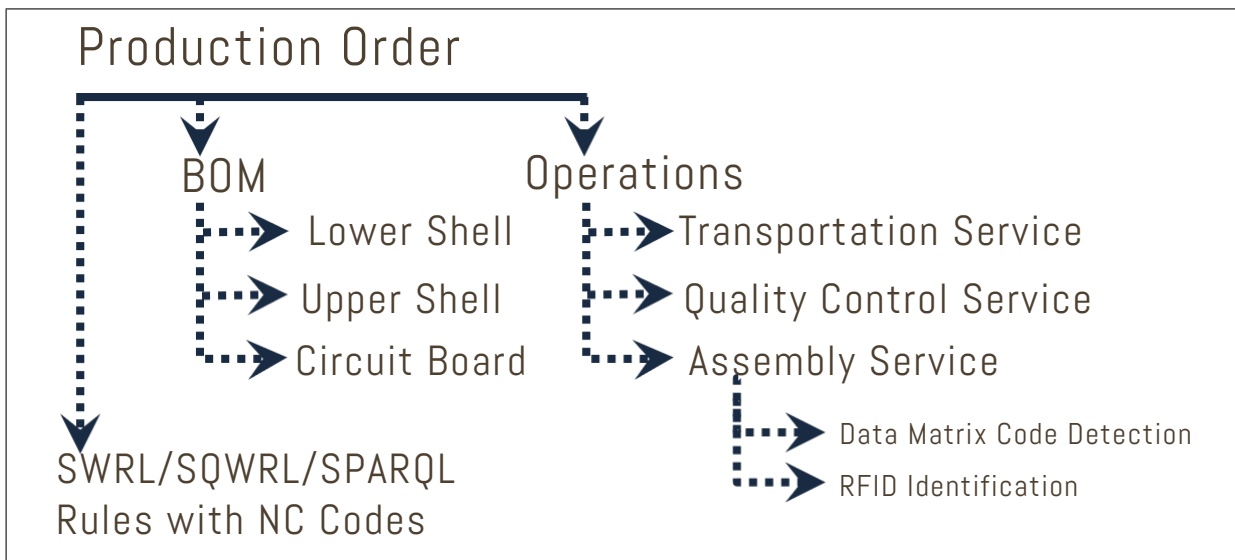 Production Order
BOM
Operations
Lower Shell
Transportation Service
Upper Shell
Quality Control Service
Circuit Board
Assembly Service
Data Matrix Code Detection
SWRL/SQWRL/SPARQL
RFID Identification
Rules with NC Codes